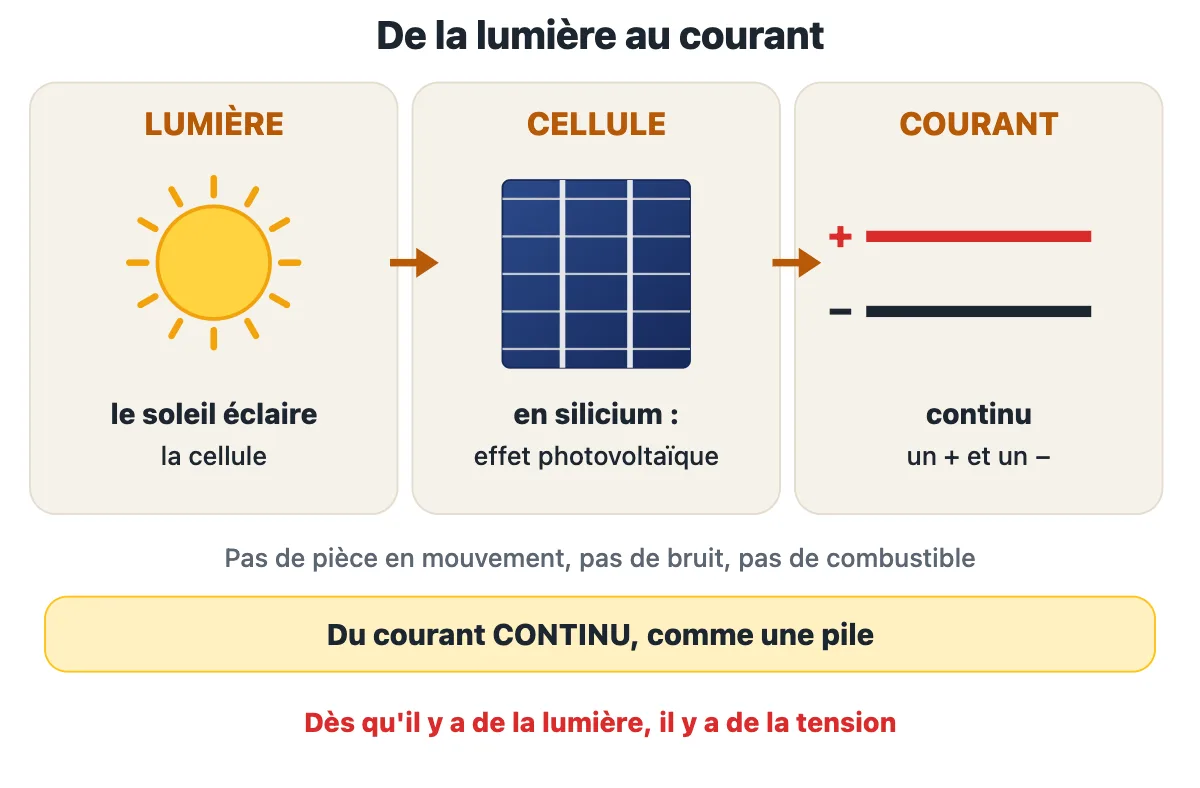 De la lumière au courant
LUMIÈRE
le soleil éclaire
la cellule
CELLULE
en silicium :
effet photovoltaïque
COURANT
+
–
continu
un + et un –
Pas de pièce en mouvement, pas de bruit, pas de combustible
Du courant CONTINU, comme une pile
Dès qu'il y a de la lumière, il y a de la tension